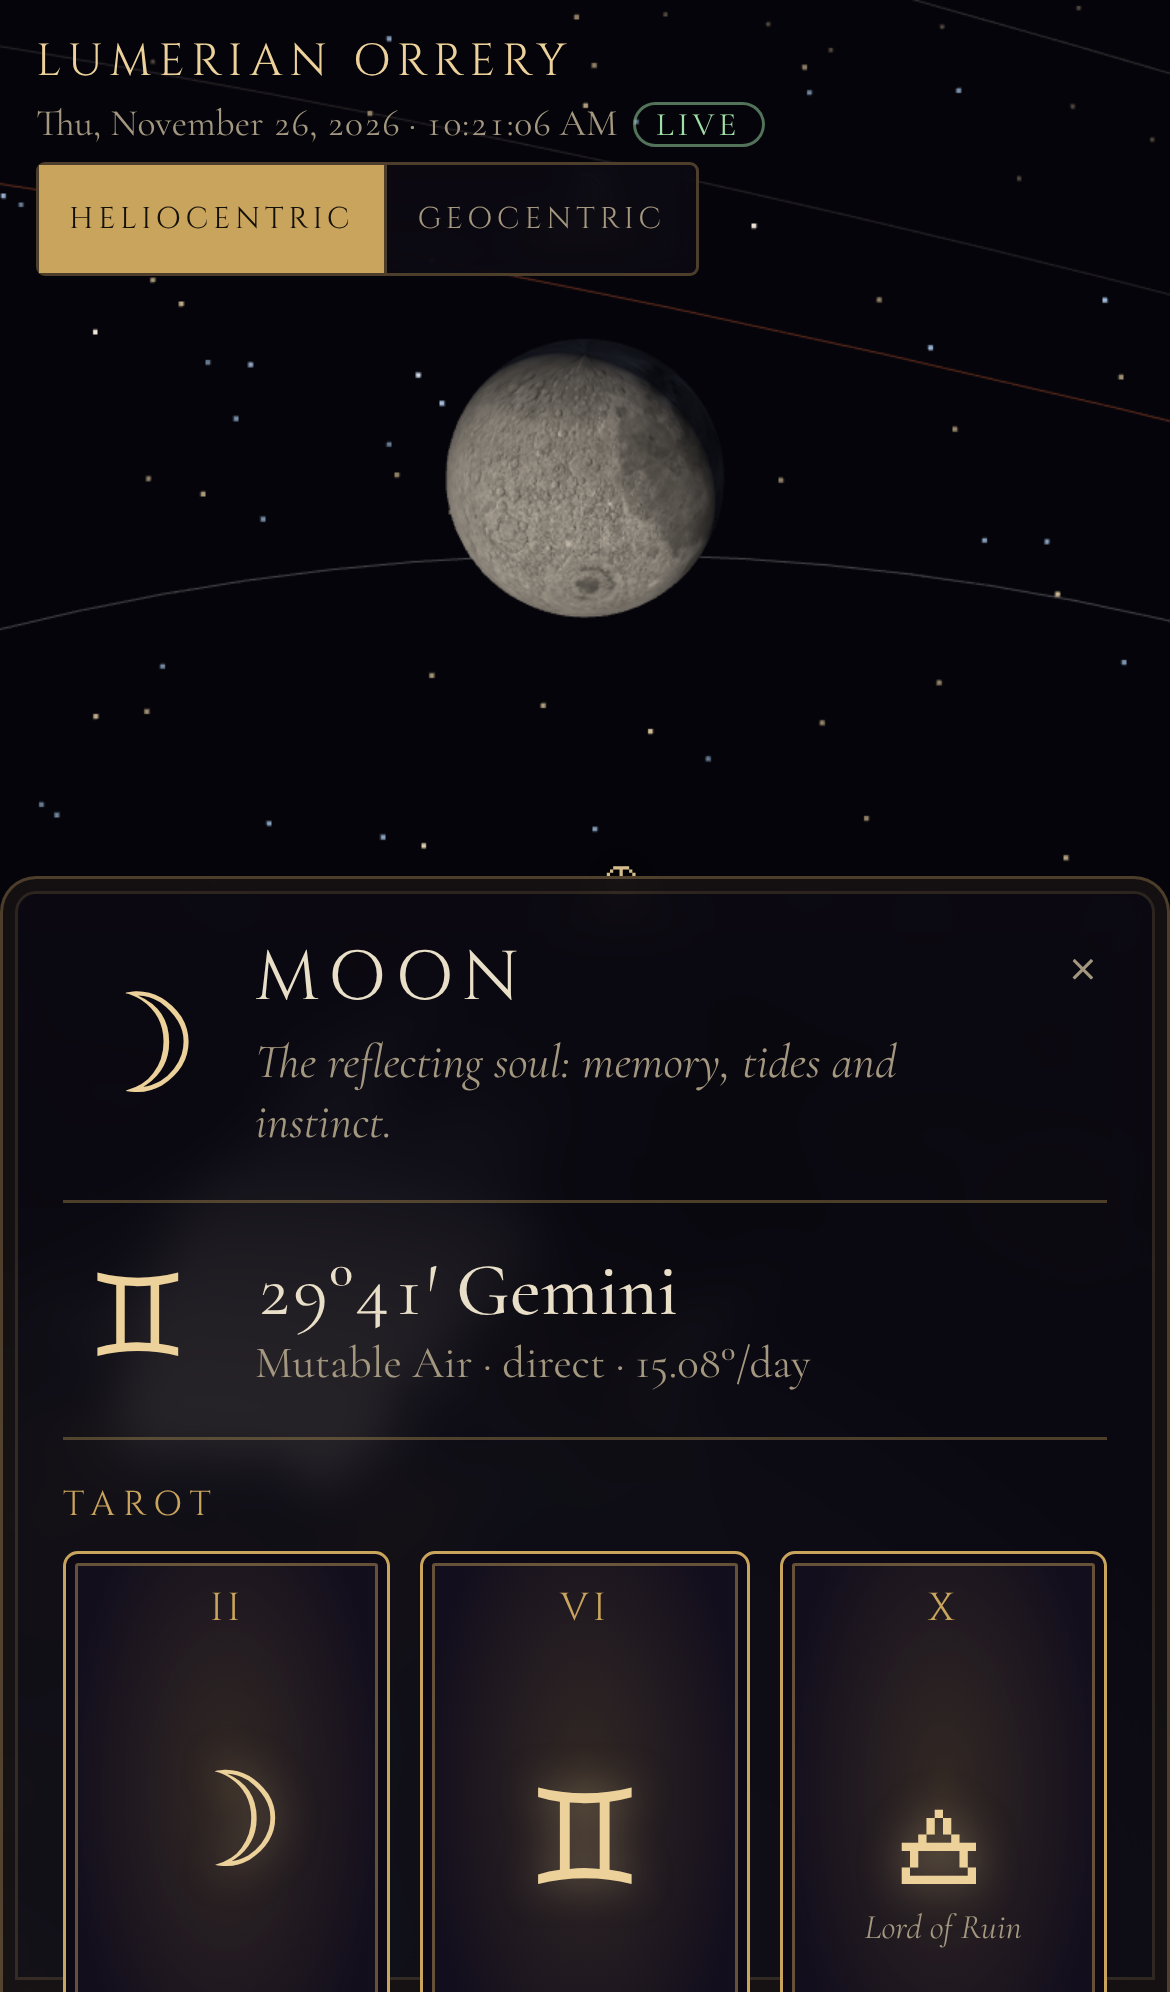 LUMERIAN ORRERY
Thu, November 26, 2026 · 10:21:06 AM LIVE
HELIOCENTRIC GEOCENTRIC
MOON ×
The reflecting soul: memory, tides and
instinct.
29°41′ Gemini
Mutable Air · direct · 15.08°/day
TAROT
II VI X
Lord of Ruin